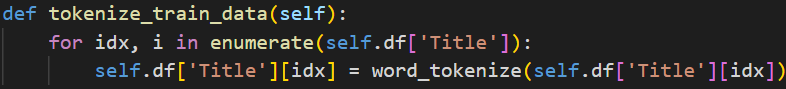 def tokenize_train_data(self):
    for idx, i in enumerate(self.df['Title']):
        self.df['Title'][idx] = word_tokenize(self.df['Title'][idx])